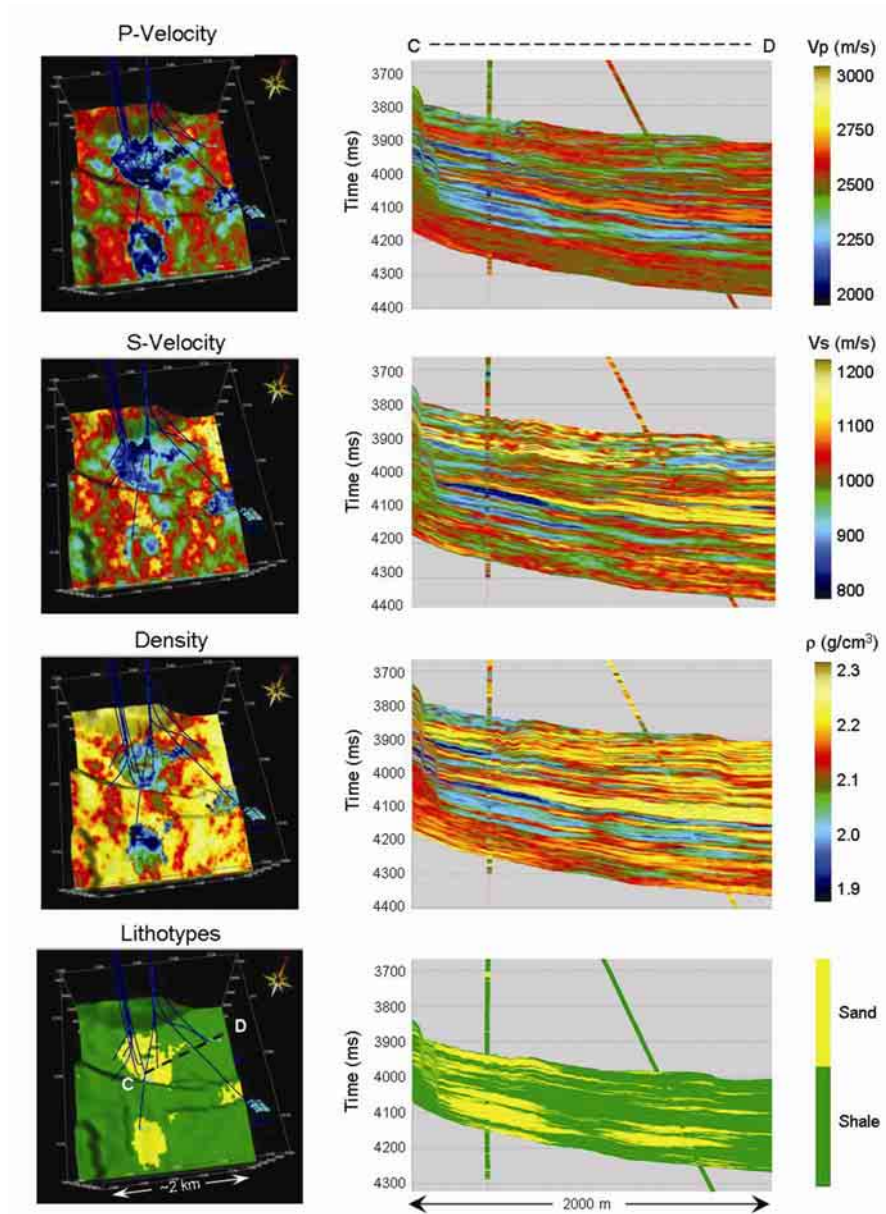 P-Velocity
C D
Vp (m/s)
3700
3800
3900
4000
4100
4200
4300
4400
Time (ms)
3000
2750
2500
2250
2000
S-Velocity
Vs (m/s)
3700
3800
3900
4000
4100
4200
4300
4400
Time (ms)
1200
1100
1000
900
800
Density
ρ (g/cm³)
3700
3800
3900
4000
4100
4200
4300
4400
Time (ms)
2.3
2.2
2.1
2.0
1.9
Lithotypes
D
C
~2 km
3700
3800
3900
4000
4100
4200
4300
Time (ms)
2000 m
Sand
Shale